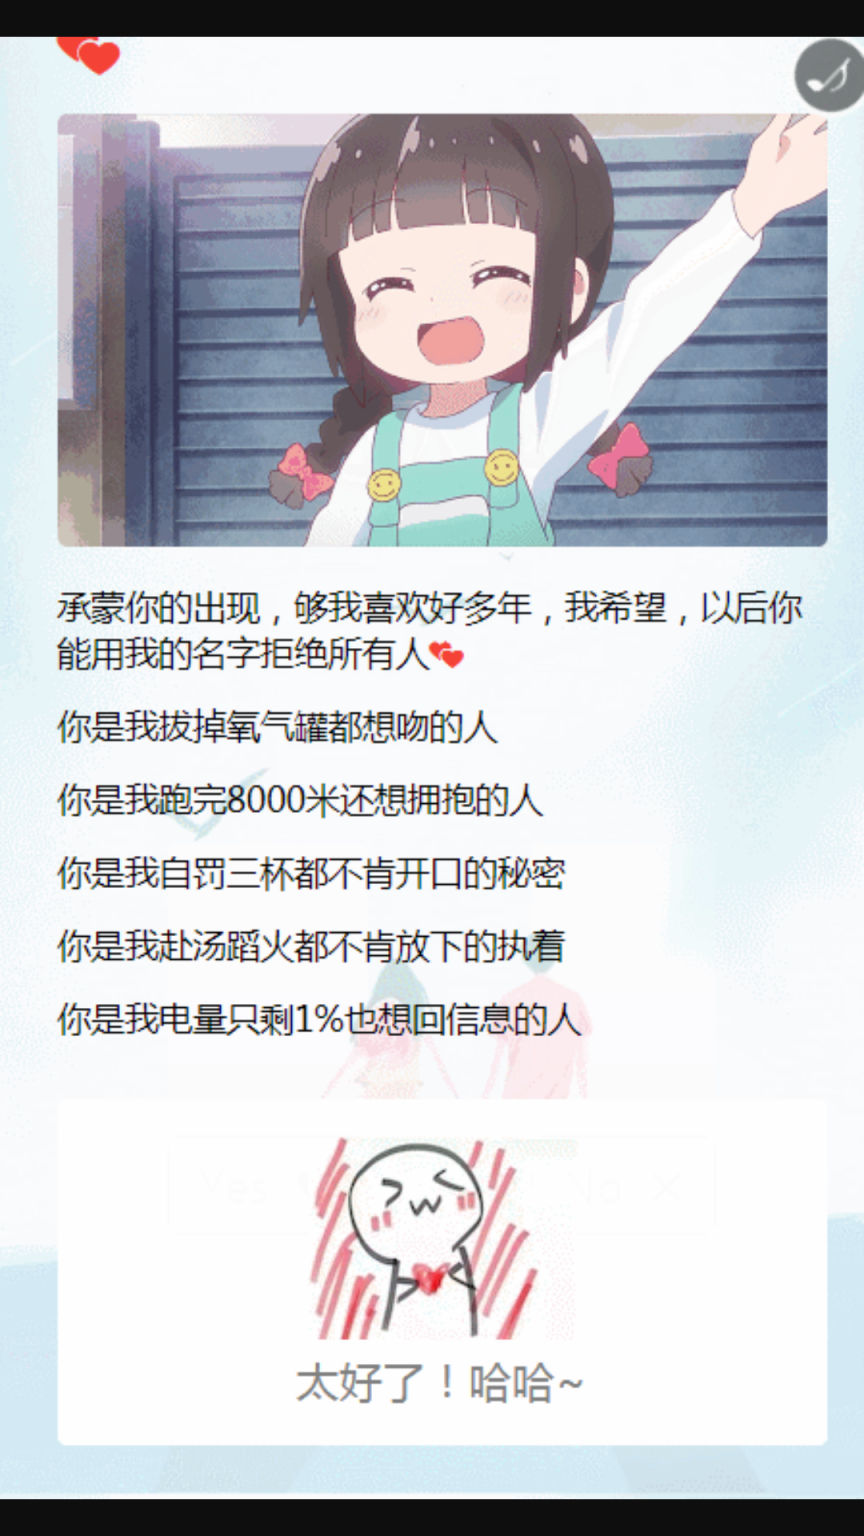 承蒙你的出现，够我喜欢好多年，我希望，以后你
能用我的名字拒绝所有人💕
你是我拔掉氧气罐都想吻的人
你是我跑完8000米还想拥抱的人
你是我自罚三杯都不肯开口的秘密
你是我赴汤蹈火都不肯放下的执着
你是我电量只剩1%也想回信息的人
Yes No ×
太好了！哈哈~